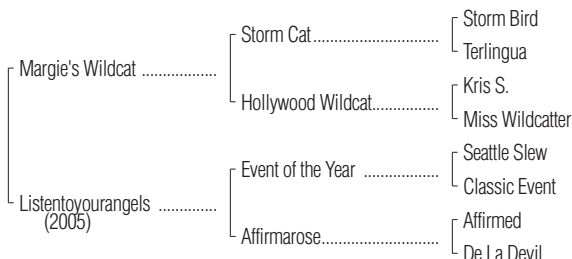 Storm Bird
Storm Cat
Terlingua
Margie's Wildcat
Kris S.
Hollywood Wildcat
Miss Wildcatter
Seattle Slew
Event of the Year
Classic Event
Listentoyourangels
(2005)
Affirmed
Affirmarose
De La Devil